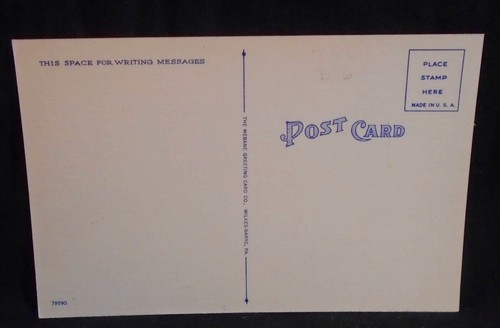 THIS SPACE FOR WRITING MESSAGES
PLACE
STAMP
HERE
MADE IN U. S. A.
POST CARD
THE MEBANE GREETING CARD CO., WILKES-BARRE, PA.